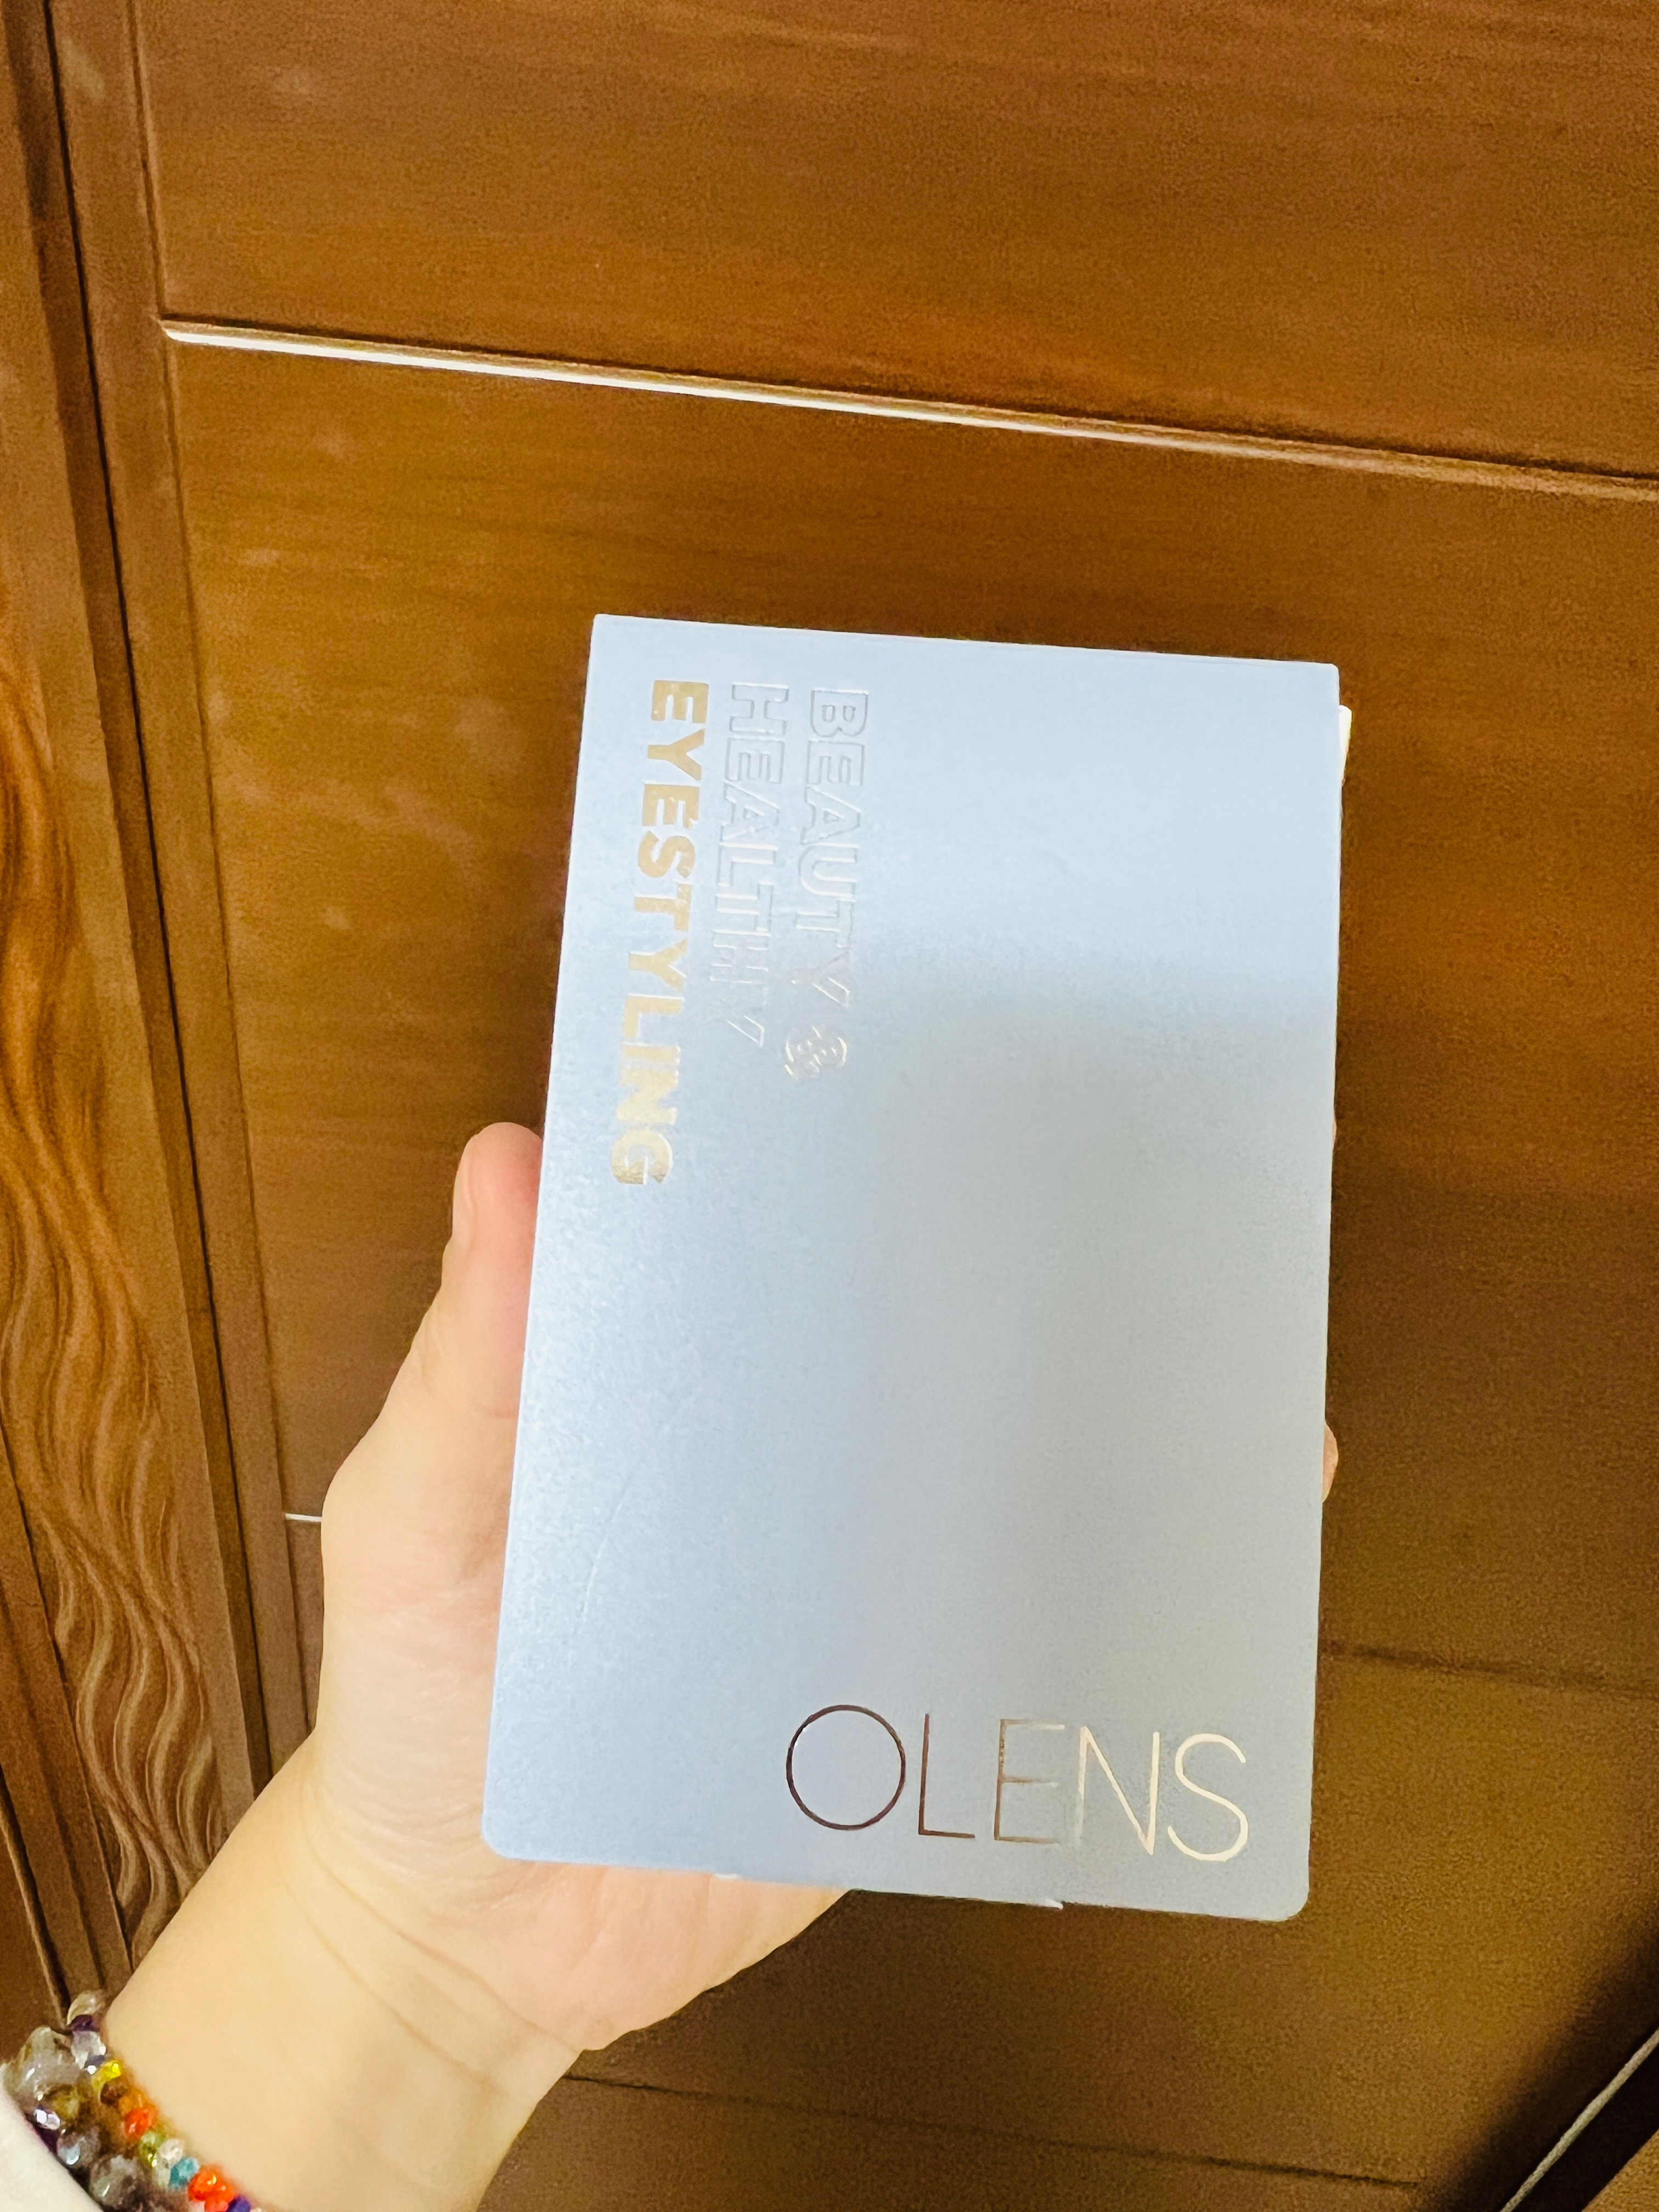 BEAUTY &
HEALTHY
EYESTYLING
OLENS